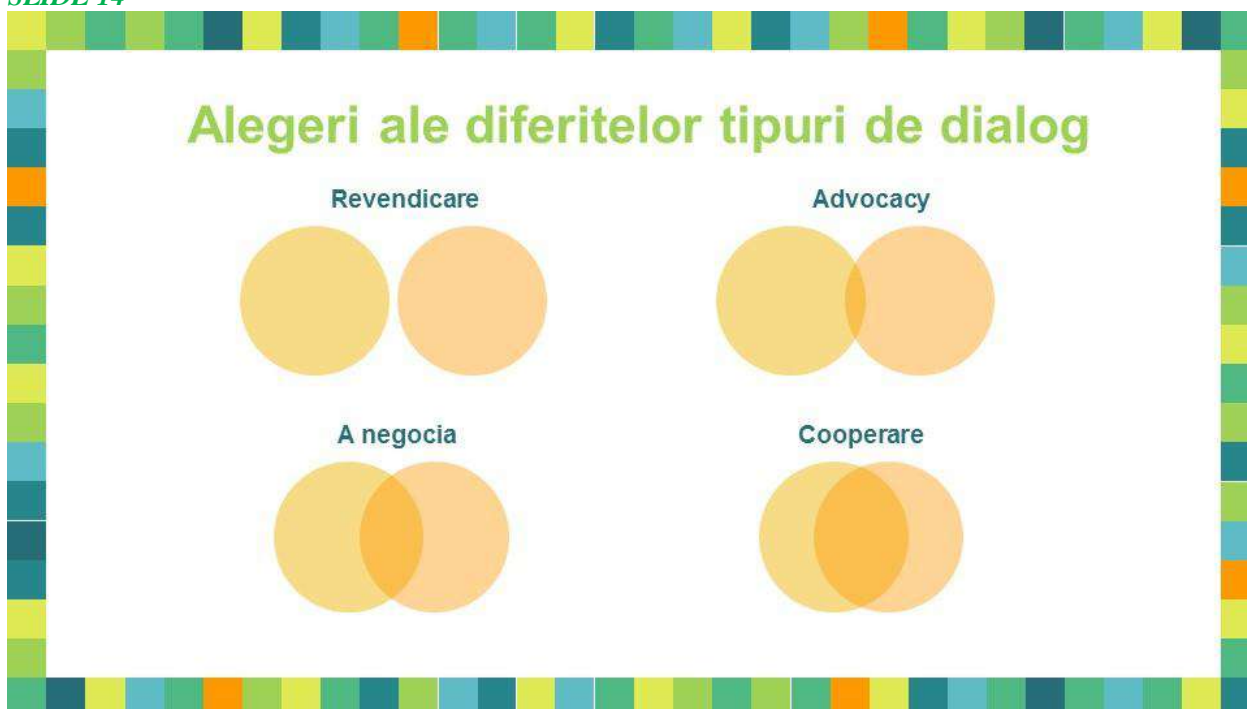 SLIDE 14
Alegeri ale diferitelor tipuri de dialog
Revendicare
Advocacy
A negocia
Cooperare